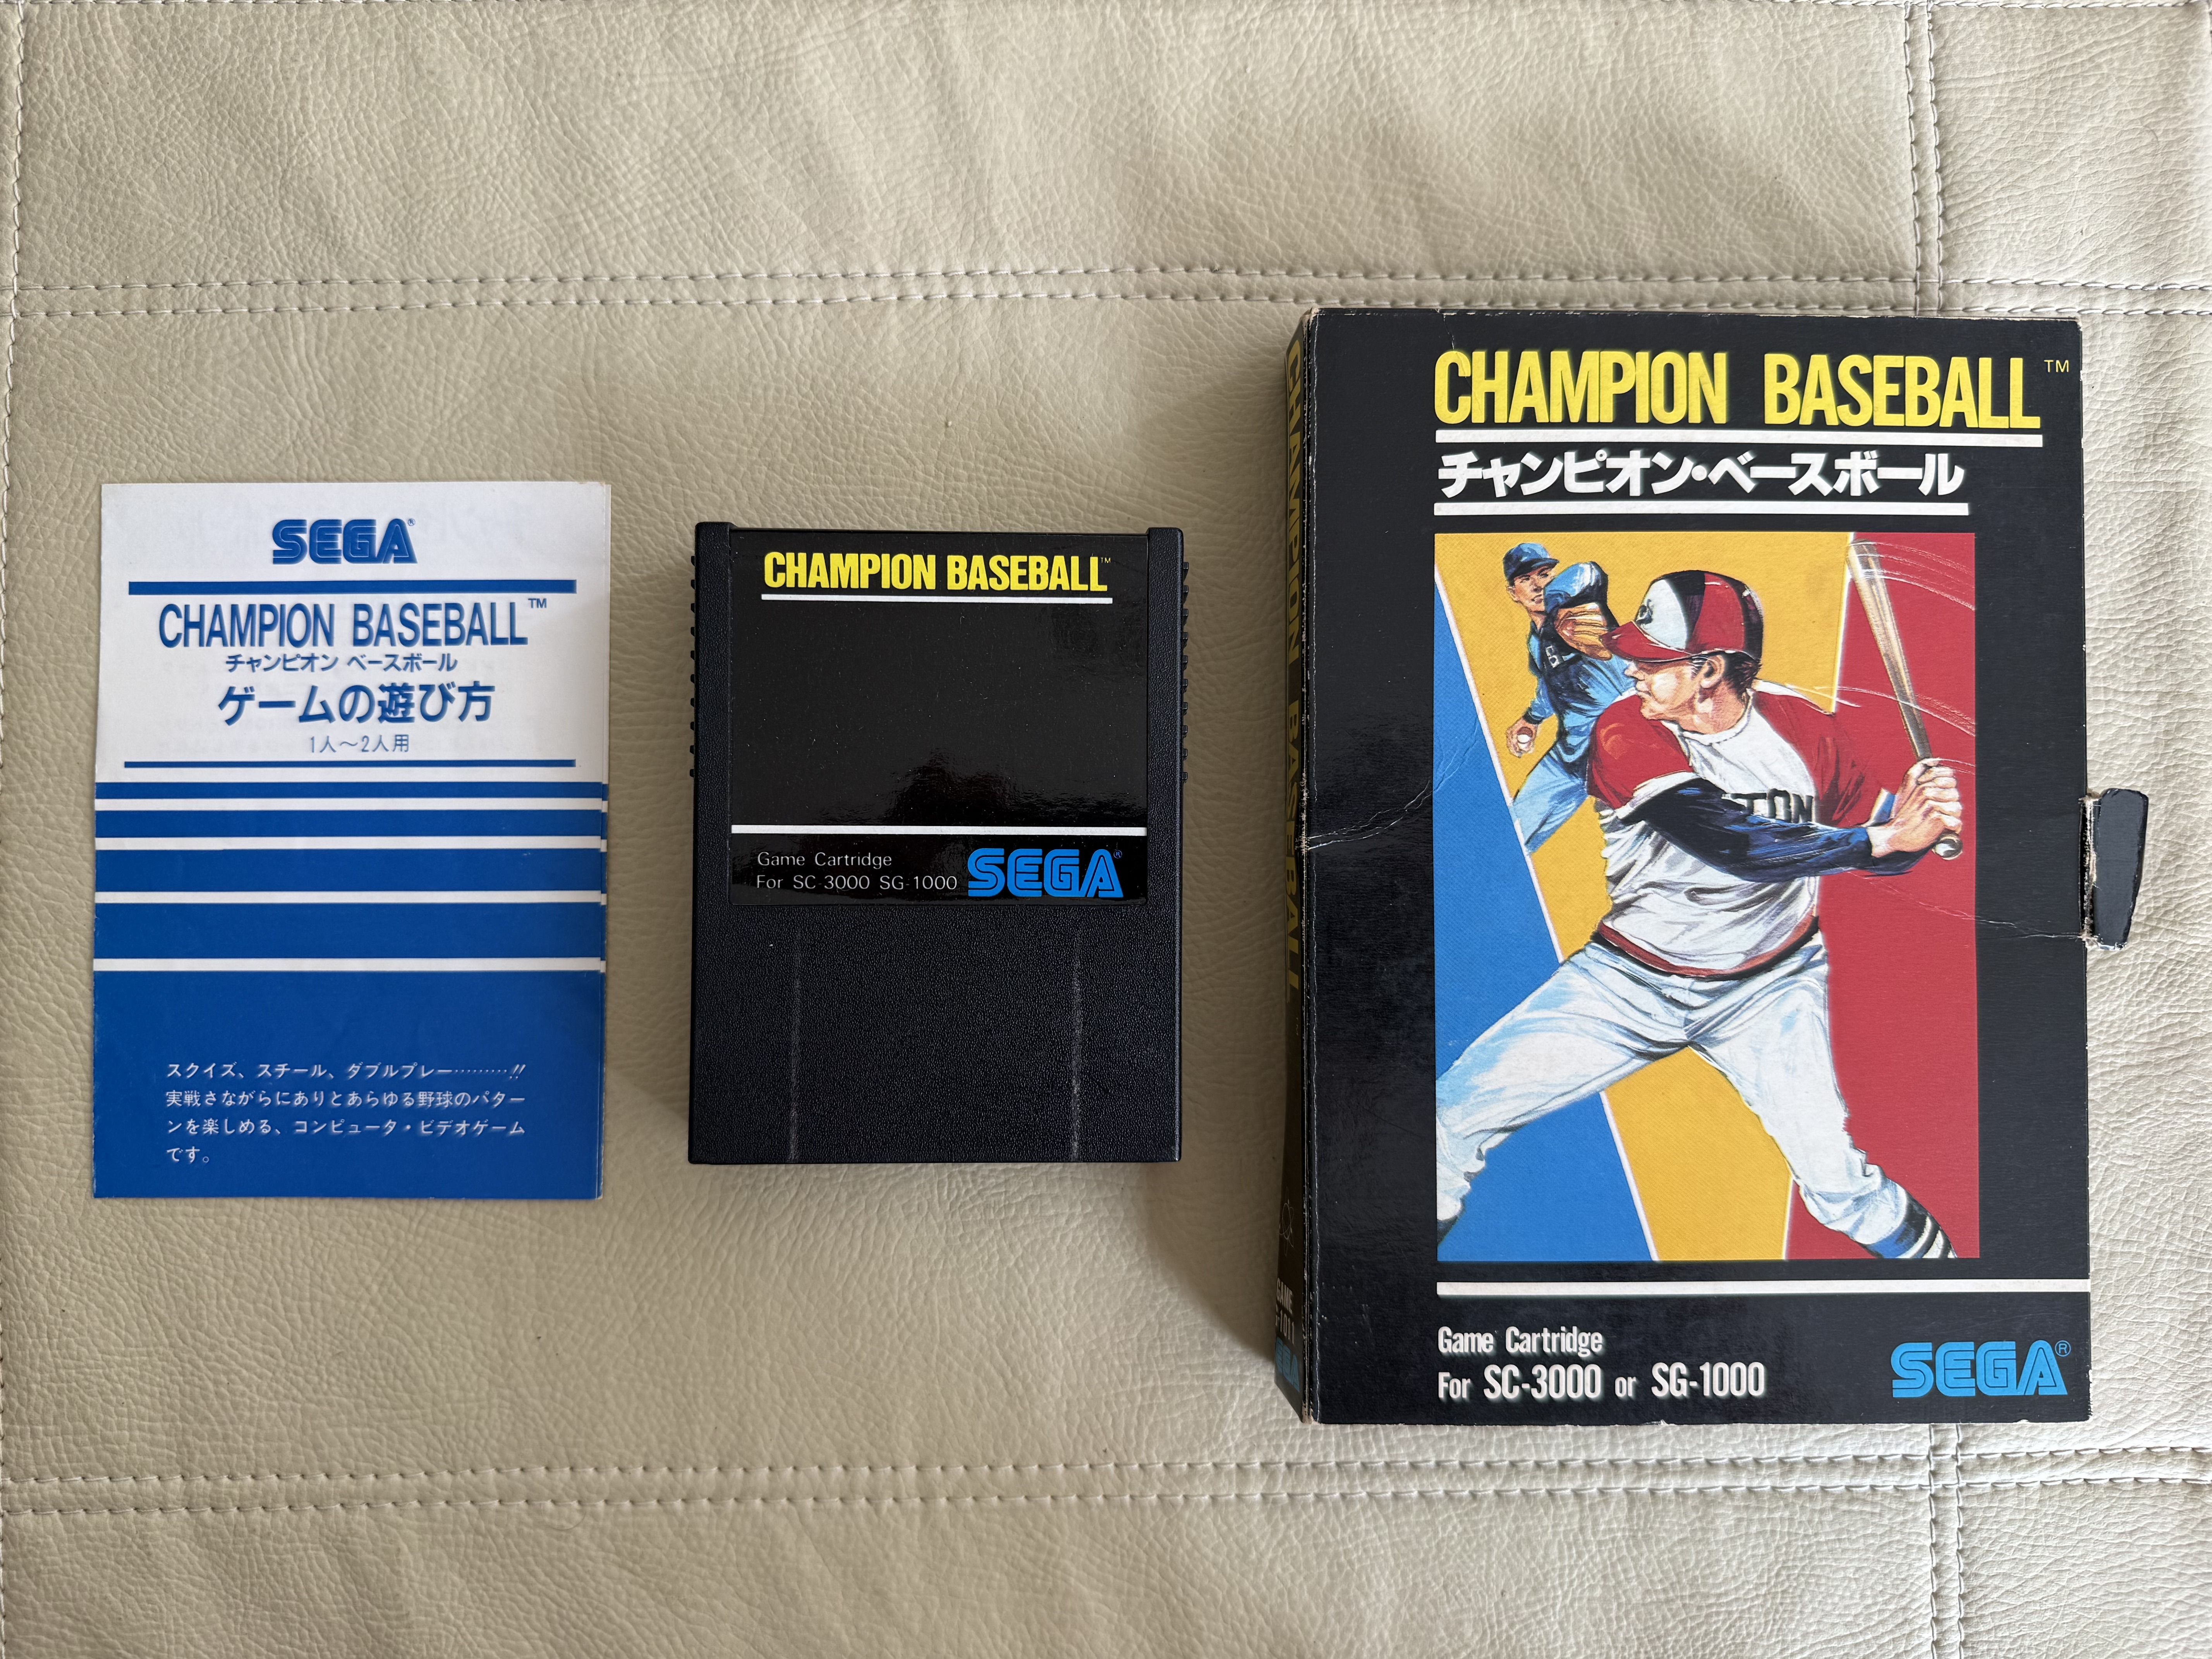 SEGA®
CHAMPION BASEBALL™
チャンピオン ベースボール
ゲームの遊び方
1人〜2人用
スクイズ、スチール、ダブルプレー………!!
実戦さながらにありとあらゆる野球のパター
ンを楽しめる、コンピュータ・ビデオゲーム
です。
CHAMPION BASEBALL™
Game Cartridge
For SC-3000 SG-1000
SEGA®
CHAMPION BASEBALL
GAME
1011
SEGA
CHAMPION BASEBALL™
チャンピオン・ベースボール
TON
Game Cartridge
For SC-3000 or SG-1000
SEGA®